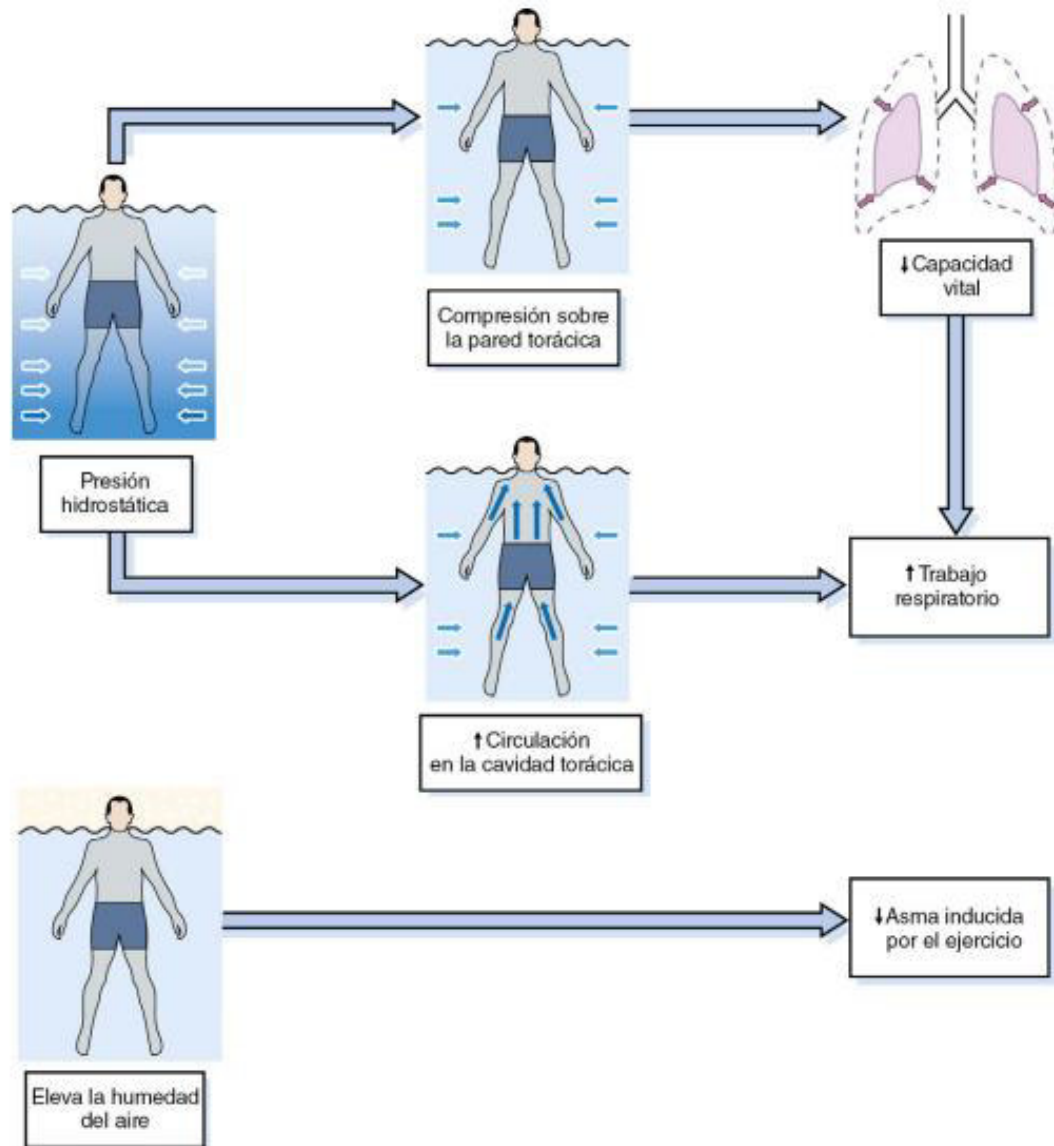 Compresión sobre
la pared torácica
↓Capacidad
vital
Presión
hidrostática
↑Circulación
en la cavidad torácica
↑Trabajo
respiratorio
Eleva la humedad
del aire
↓Asma inducida
por el ejercicio